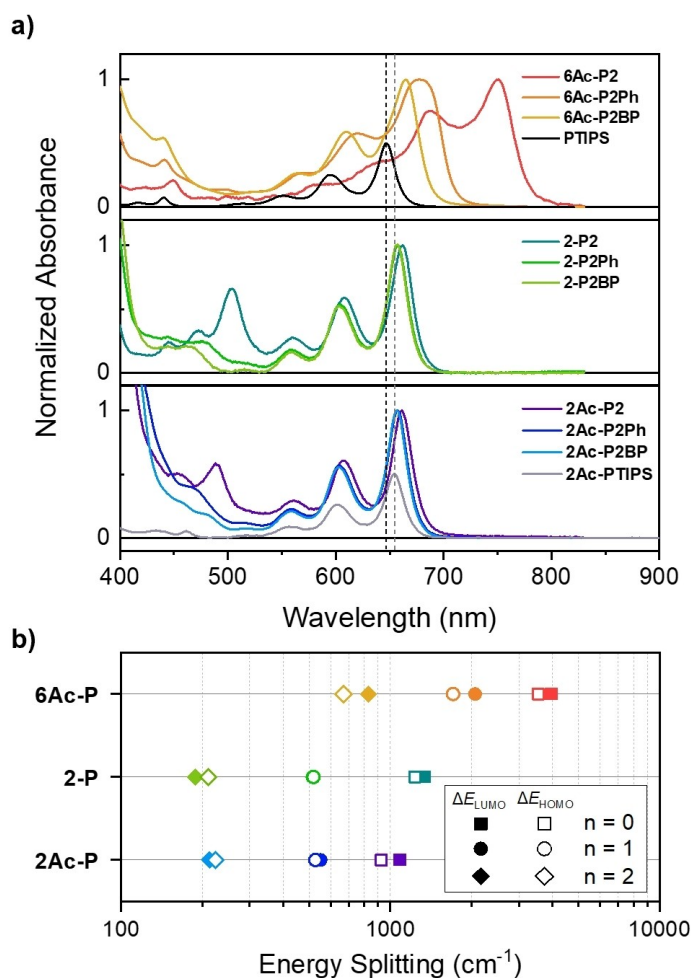 a)
1
0
6Ac-P2
6Ac-P2Ph
6Ac-P2BP
PTIPS
1
0
2-P2
2-P2Ph
2-P2BP
1
0
2Ac-P2
2Ac-P2Ph
2Ac-P2BP
2Ac-PTIPS
Normalized Absorbance
400 500 600 700 800 900
Wavelength (nm)
b)
6Ac-P
2-P
2Ac-P
ΔE_LUMO ΔE_HOMO
n = 0
n = 1
n = 2
100 1000 10000
Energy Splitting (cm⁻¹)